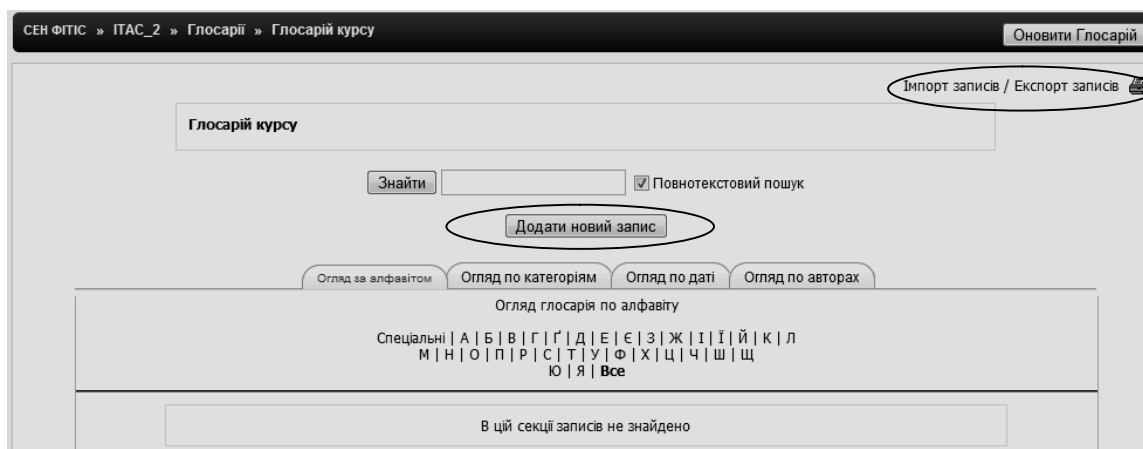 СЕН ФІТІС » ІТАС_2 » Глосарії » Глосарій курсу
Оновити Глосарій
Імпорт записів / Експорт записів
Глосарій курсу
Знайти Повнотекстовий пошук
Додати новий запис
Огляд за алфавітом Огляд по категоріям Огляд по даті Огляд по авторах
Огляд глосарія по алфавіту
Спеціальні | А | Б | В | Г | Ґ | Д | Е | Є | З | Ж | І | Ї | Й | К | Л
М | Н | О | П | Р | С | Т | У | Ф | Х | Ц | Ч | Ш | Щ
Ю | Я | Все
В цій секції записів не знайдено